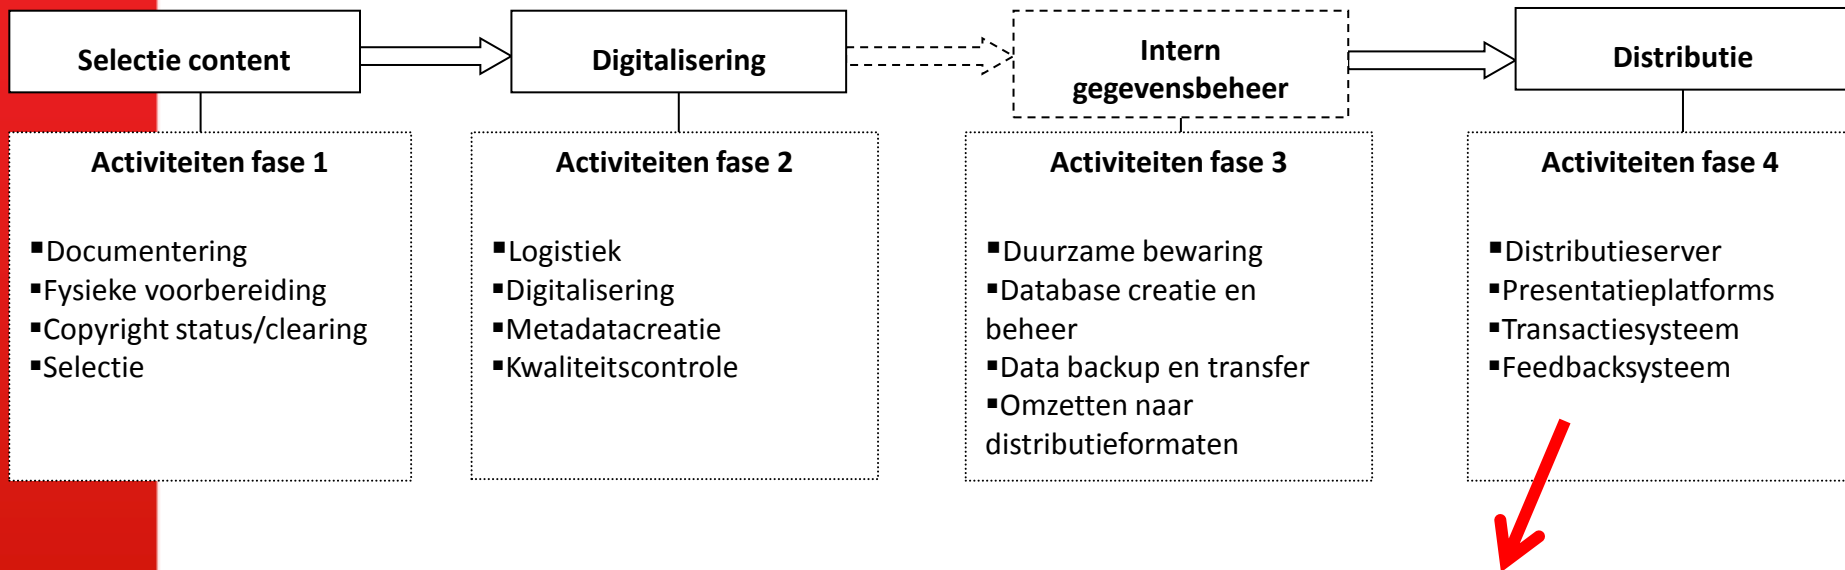 Selectie content
Digitalisering
Intern
gegevensbeheer
Distributie
Activiteiten fase 1
▪Documentering
▪Fysieke voorbereiding
▪Copyright status/clearing
▪Selectie
Activiteiten fase 2
▪Logistiek
▪Digitalisering
▪Metadatacreatie
▪Kwaliteitscontrole
Activiteiten fase 3
▪Duurzame bewaring
▪Database creatie en
beheer
▪Data backup en transfer
▪Omzetten naar
distributieformaten
Activiteiten fase 4
▪Distributieserver
▪Presentatieplatforms
▪Transactiesysteem
▪Feedbacksysteem